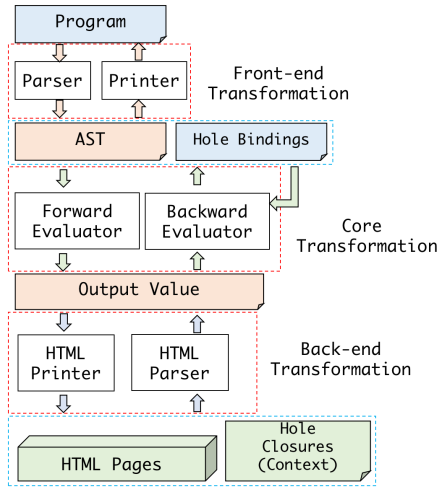 Program
Parser
Printer
Front-end
Transformation
AST
Hole Bindings
Forward
Evaluator
Backward
Evaluator
Core
Transformation
Output Value
HTML
Printer
HTML
Parser
Back-end
Transformation
HTML Pages
Hole
Closures
(Context)